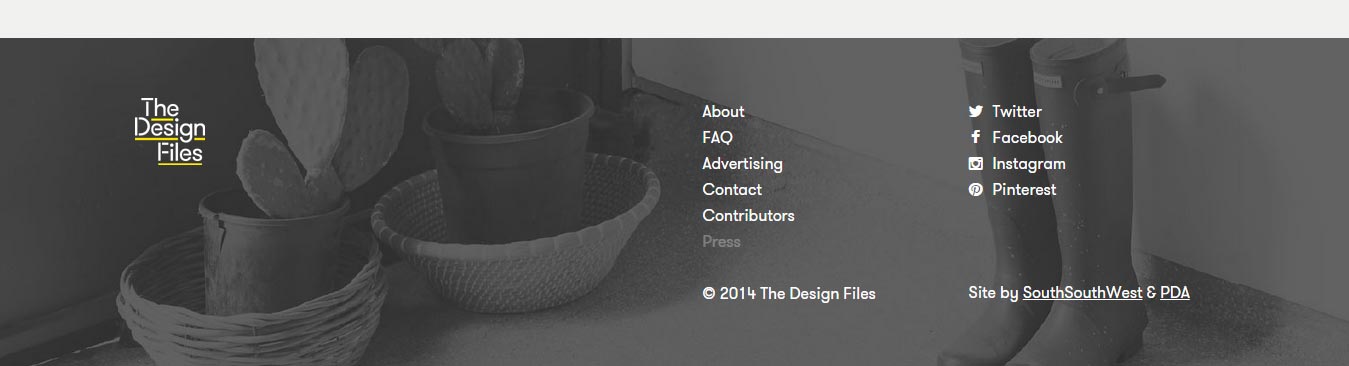 The
Design
Files
About
FAQ
Advertising
Contact
Contributors
Press
© 2014 The Design Files
Twitter
Facebook
Instagram
Pinterest
Site by SouthSouthWest & PDA